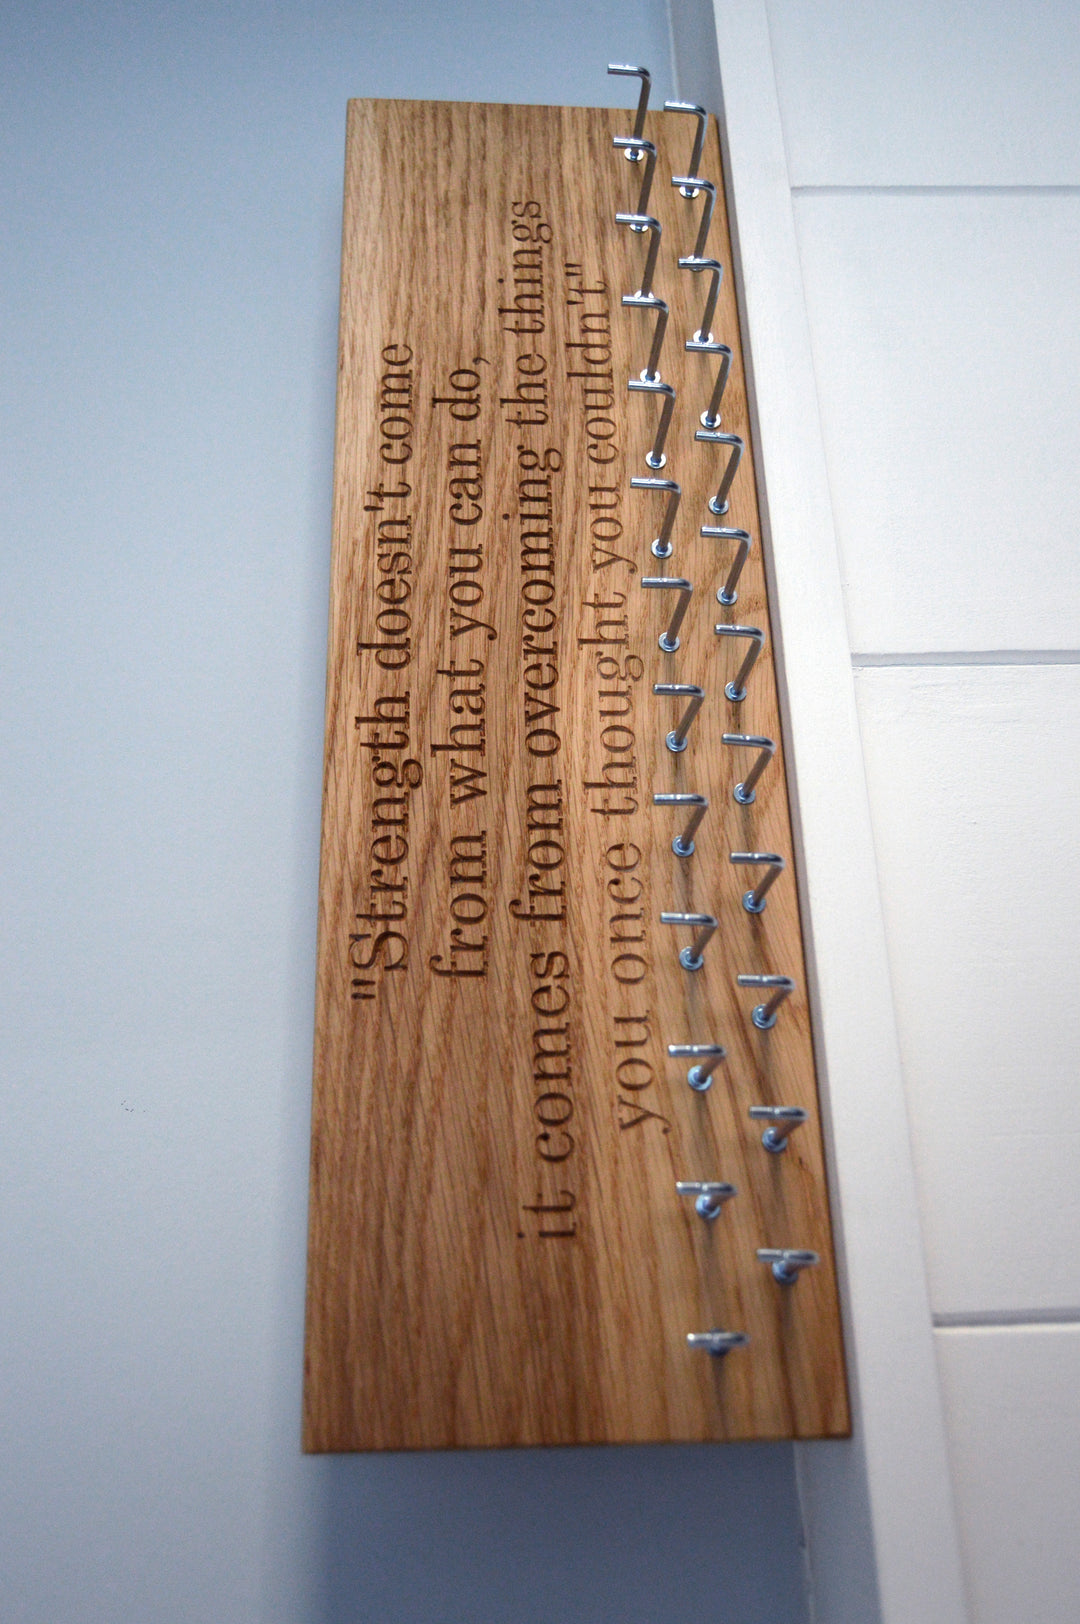 "Strength doesn't come
from what you can do,
it comes from overcoming the things
you once thought you couldn't"